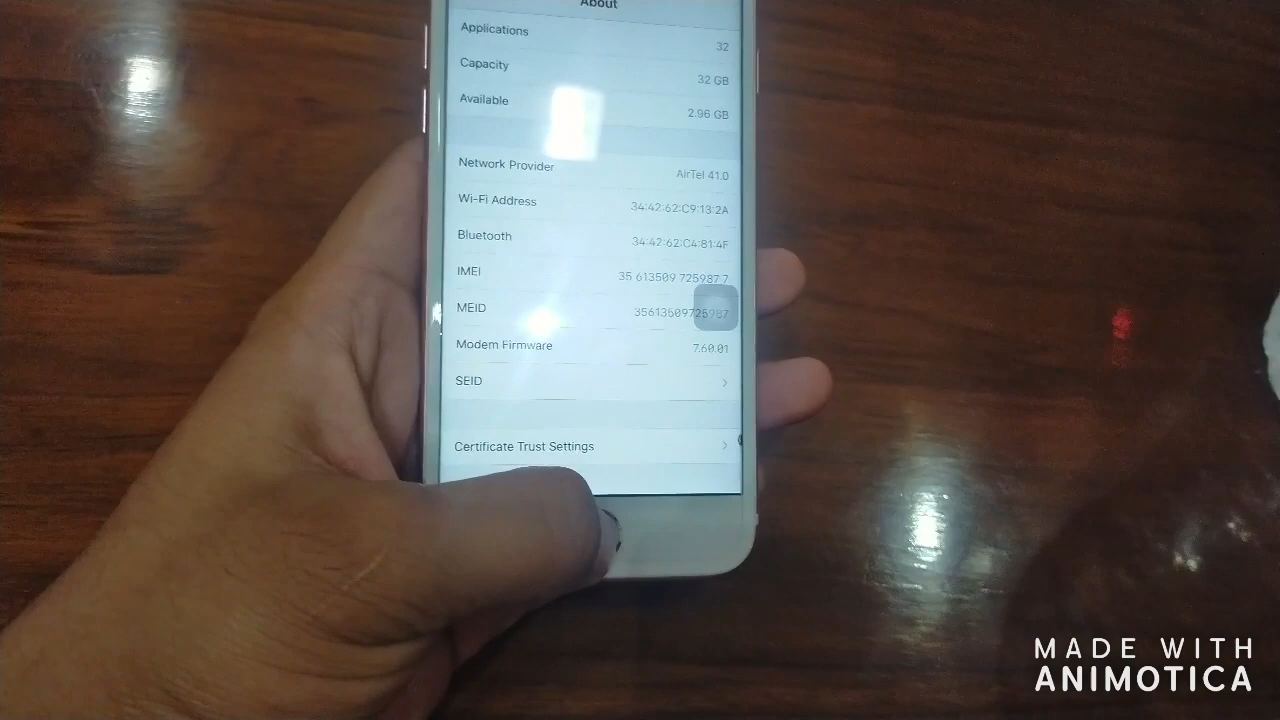 About
Applications 32
Capacity 32 GB
Available 2.96 GB
Network Provider AirTel 41.0
Wi-Fi Address 34:42:62:C9:13:2A
Bluetooth 34:42:62:C4:81:4F
IMEI 35 613509 725987 7
MEID 35613509725987
Modem Firmware 7.60.01
SEID
Certificate Trust Settings
MADE WITH
ANIMOTICA